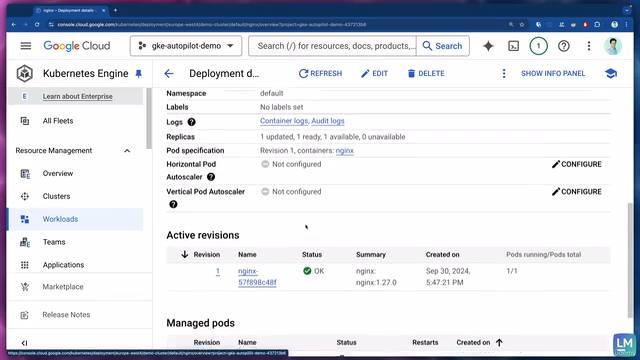 nginx – Deployment details
console.cloud.google.com/kubernetes/deployment/europe-west4/demo-cluster/default/nginx/overview?project=gke-autopilot-demo-437213b6
Google Cloud
gke-autopilot-demo
Search (/) for resources, docs, products,...
Search
1
Kubernetes Engine
Deployment d...
REFRESH
EDIT
DELETE
SHOW INFO PANEL
E Learn about Enterprise
All Fleets
Resource Management
Overview
Clusters
Workloads
Teams
Applications
Marketplace
Release Notes
Namespace default
Labels No labels set
Logs Container logs, Audit logs
Replicas 1 updated, 1 ready, 1 available, 0 unavailable
Pod specification Revision 1, containers: nginx
Horizontal Pod Autoscaler Not configured CONFIGURE
Vertical Pod Autoscaler Not configured CONFIGURE
Active revisions
Revision Name Status Summary Created on Pods running/Pods total
1 nginx- OK nginx: Sep 30, 2024, 1/1
57f898c48f nginx:1.27.0 5:47:21 PM
Managed pods
Revision Name Status Restarts Created on
LM